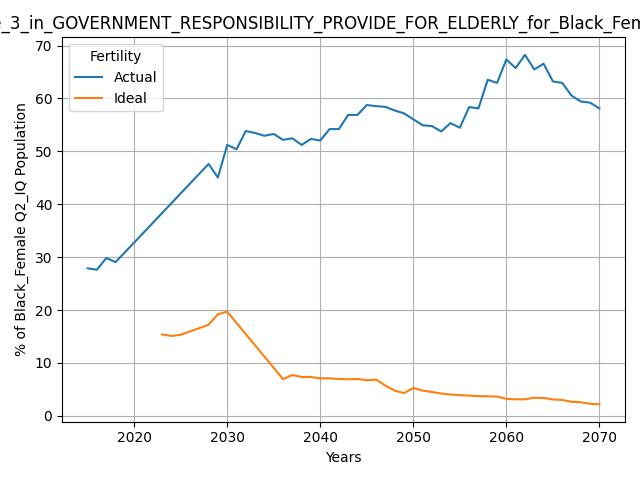 _3_in_GOVERNMENT_RESPONSIBILITY_PROVIDE_FOR_ELDERLY_for_Black_Fem
Fertility
Actual
Ideal
% of Black_Female Q2_IQ Population
70
60
50
40
30
20
10
0
2020 2030 2040 2050 2060 2070
Years